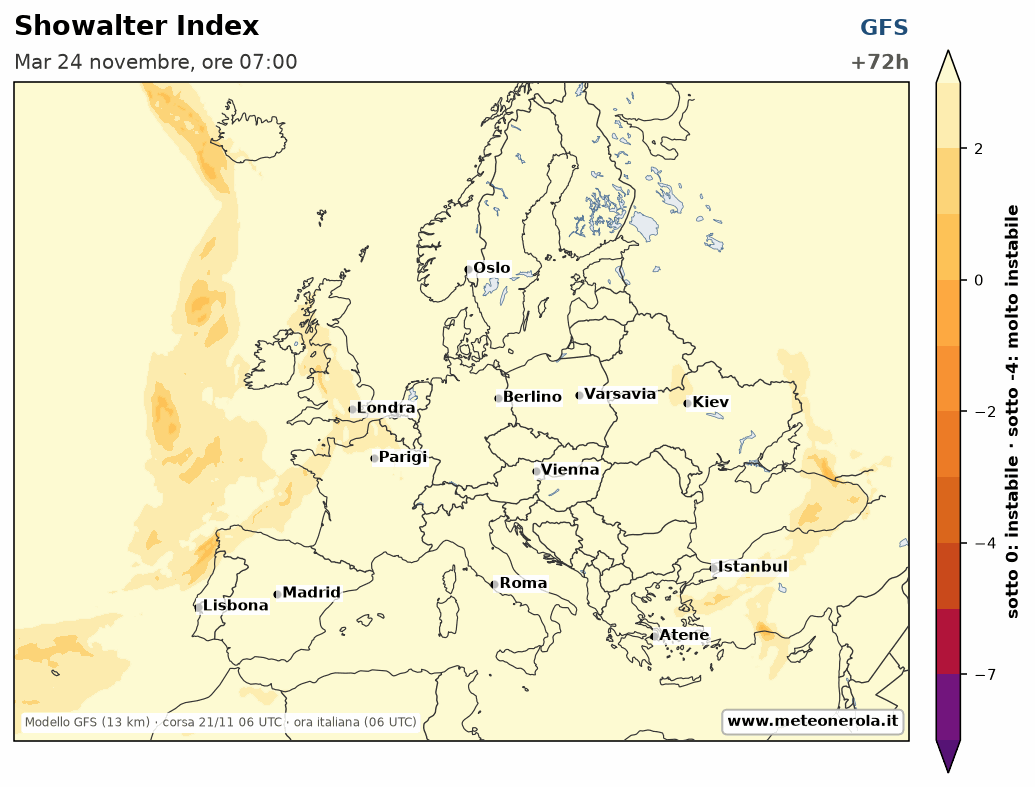 Showalter Index
GFS
Mar 24 novembre, ore 07:00
+72h
Oslo
Londra
Berlino
Varsavia
Kiev
Parigi
Vienna
Istanbul
Roma
Madrid
Lisbona
Atene
Modello GFS (13 km) · corsa 21/11 06 UTC · ora italiana (06 UTC)
www.meteonerola.it
2
0
−2
−4
−7
sotto 0: instabile · sotto -4: molto instabile